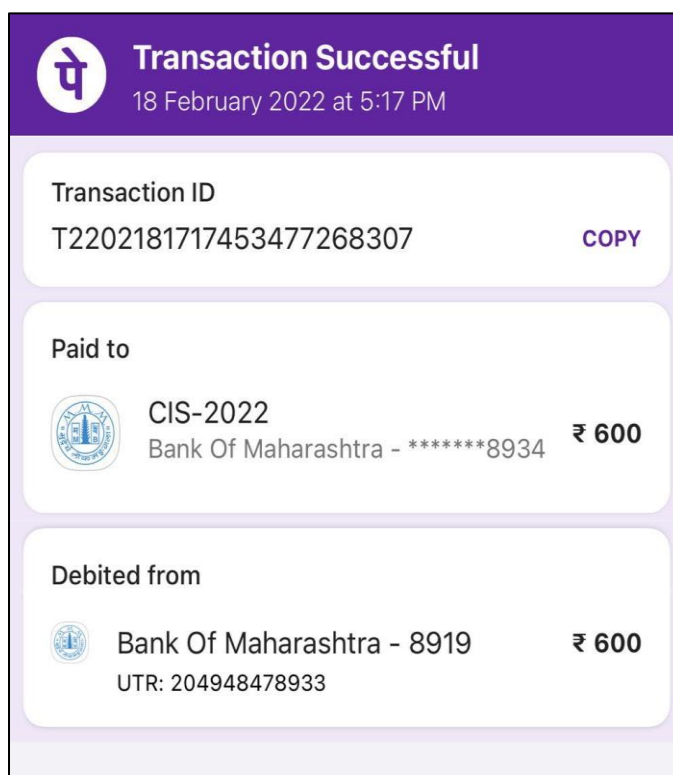 पे
Transaction Successful
18 February 2022 at 5:17 PM
Transaction ID
T2202181717453477268307
COPY
Paid to
CIS-2022
Bank Of Maharashtra - *******8934
₹ 600
Debited from
Bank Of Maharashtra - 8919
₹ 600
UTR: 204948478933